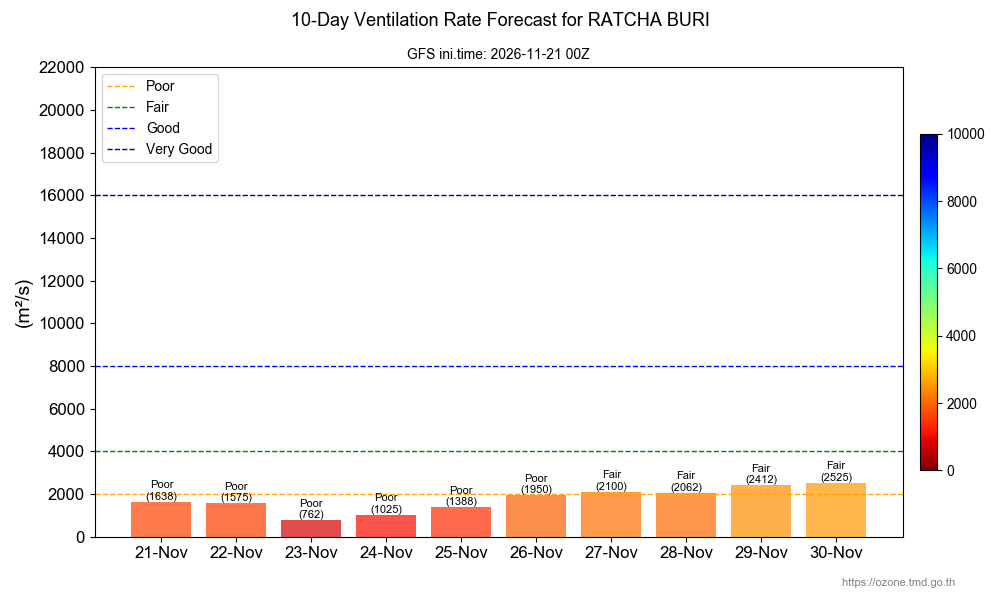 10-Day Ventilation Rate Forecast for RATCHA BURI
GFS ini.time: 2026-11-21 00Z
(m²/s)
22000
20000
18000
16000
14000
12000
10000
8000
6000
4000
2000
0
Poor
Fair
Good
Very Good
Poor
(1638)
Poor
(1575)
Poor
(762)
Poor
(1025)
Poor
(1388)
Poor
(1950)
Fair
(2100)
Fair
(2062)
Fair
(2412)
Fair
(2525)
21-Nov 22-Nov 23-Nov 24-Nov 25-Nov 26-Nov 27-Nov 28-Nov 29-Nov 30-Nov
10000
8000
6000
4000
2000
0
https://ozone.tmd.go.th